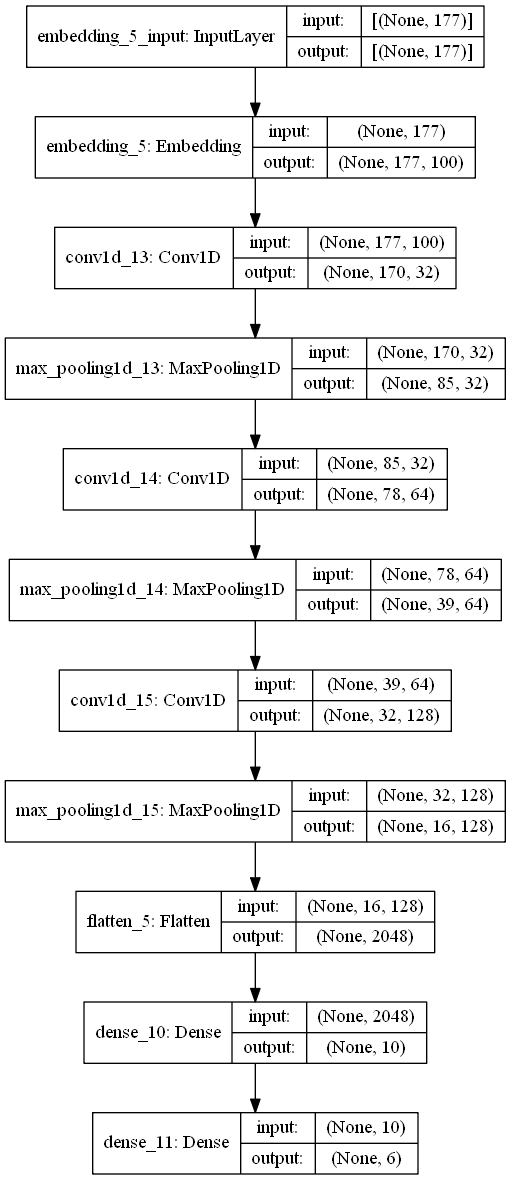 embedding_5_input: InputLayer
input: [(None, 177)]
output: [(None, 177)]
embedding_5: Embedding
input: (None, 177)
output: (None, 177, 100)
conv1d_13: Conv1D
input: (None, 177, 100)
output: (None, 170, 32)
max_pooling1d_13: MaxPooling1D
input: (None, 170, 32)
output: (None, 85, 32)
conv1d_14: Conv1D
input: (None, 85, 32)
output: (None, 78, 64)
max_pooling1d_14: MaxPooling1D
input: (None, 78, 64)
output: (None, 39, 64)
conv1d_15: Conv1D
input: (None, 39, 64)
output: (None, 32, 128)
max_pooling1d_15: MaxPooling1D
input: (None, 32, 128)
output: (None, 16, 128)
flatten_5: Flatten
input: (None, 16, 128)
output: (None, 2048)
dense_10: Dense
input: (None, 2048)
output: (None, 10)
dense_11: Dense
input: (None, 10)
output: (None, 6)